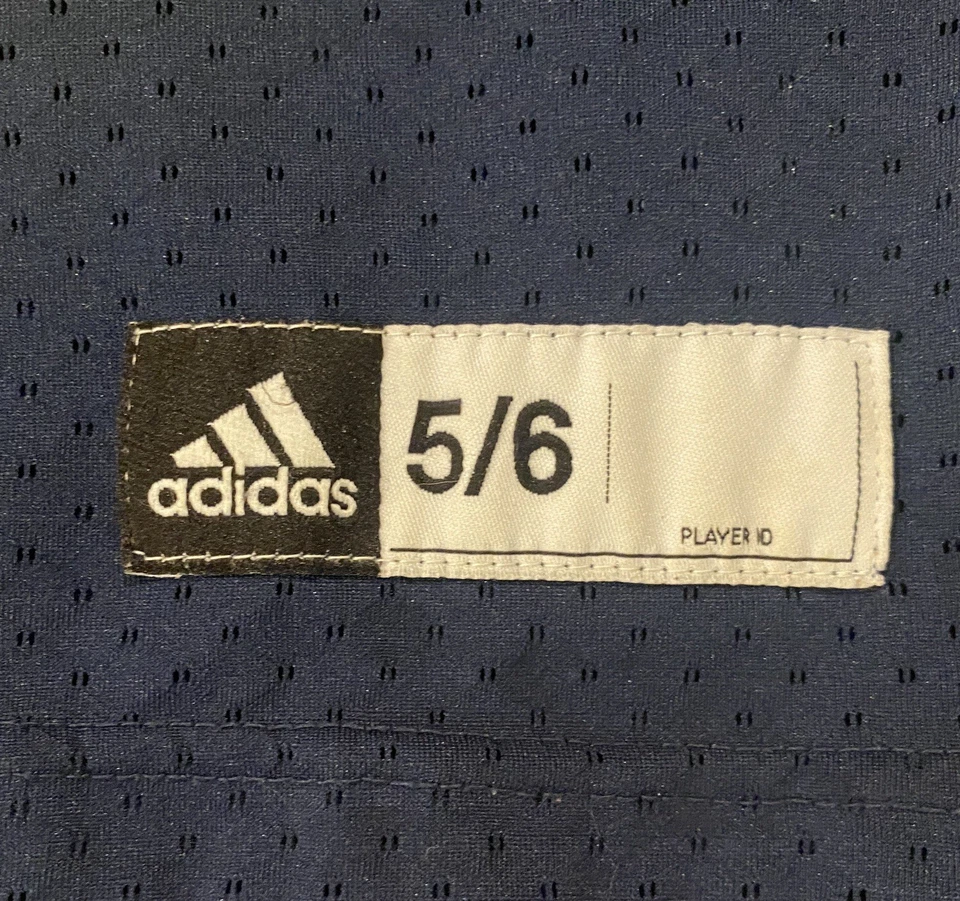 adidas
5/6
PLAYER ID